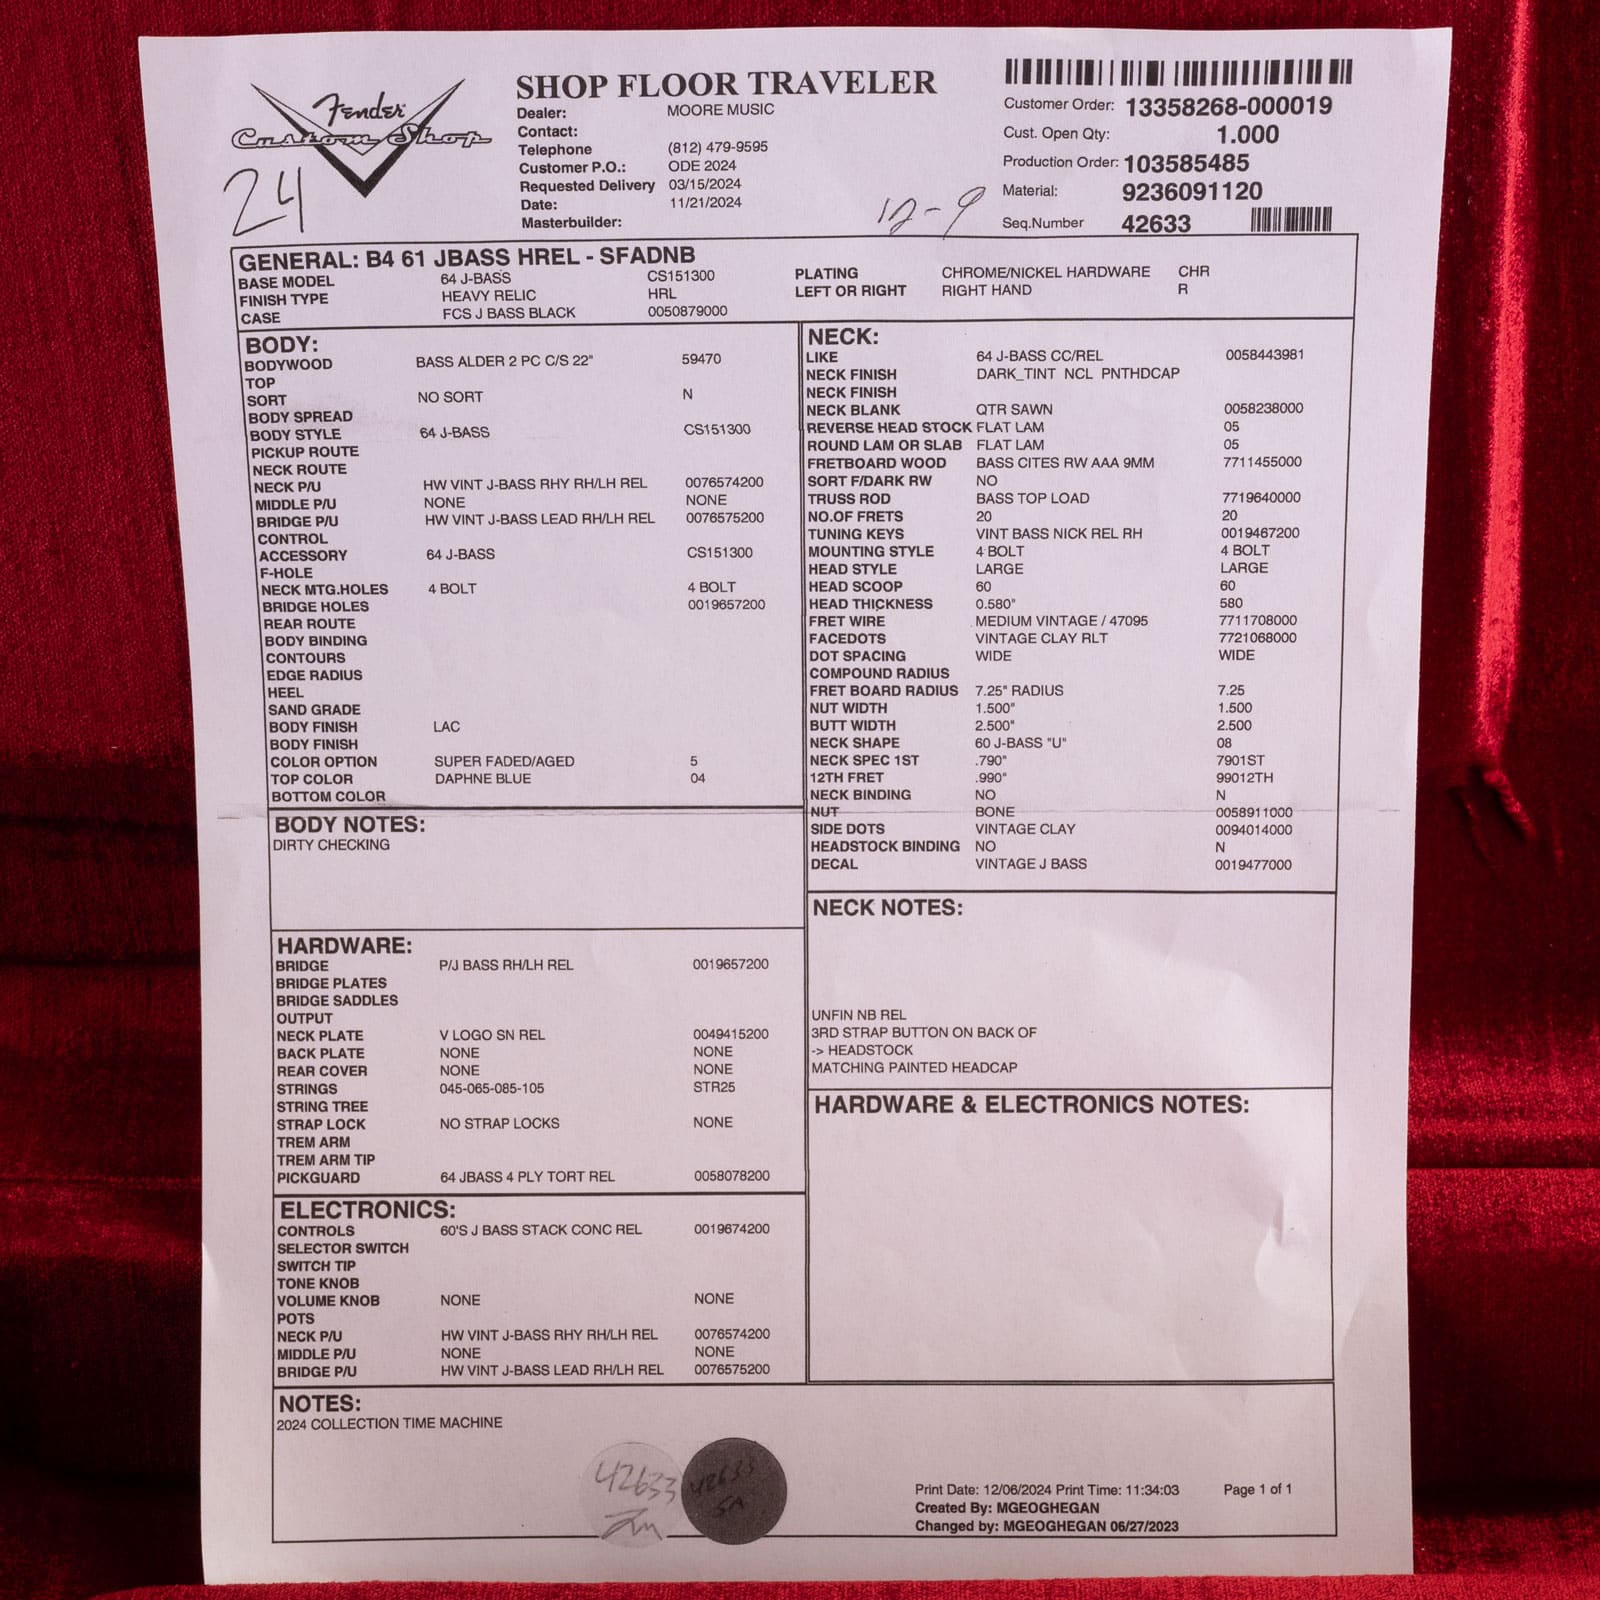 Fender
Custom Shop
24
SHOP FLOOR TRAVELER
Dealer: MOORE MUSIC
Contact:
Telephone (812) 479-9595
Customer P.O.: ODE 2024
Requested Delivery 03/15/2024
Date: 11/21/2024
Masterbuilder:
12-9
Customer Order: 13358268-000019
Cust. Open Qty: 1.000
Production Order: 103585485
Material: 9236091120
Seq.Number 42633
GENERAL: B4 61 JBASS HREL - SFADNB
BASE MODEL 64 J-BASS CS151300
FINISH TYPE HEAVY RELIC HRL
CASE FCS J BASS BLACK 0050879000
PLATING CHROME/NICKEL HARDWARE CHR
LEFT OR RIGHT RIGHT HAND R
BODY:
BODYWOOD BASS ALDER 2 PC C/S 22" 59470
TOP
SORT NO SORT N
BODY SPREAD
BODY STYLE 64 J-BASS CS151300
PICKUP ROUTE
NECK ROUTE
NECK P/U HW VINT J-BASS RHY RH/LH REL 0076574200
MIDDLE P/U NONE NONE
BRIDGE P/U HW VINT J-BASS LEAD RH/LH REL 0076575200
CONTROL
ACCESSORY 64 J-BASS CS151300
F-HOLE
NECK MTG.HOLES 4 BOLT 4 BOLT
BRIDGE HOLES 0019657200
REAR ROUTE
BODY BINDING
CONTOURS
EDGE RADIUS
HEEL
SAND GRADE
BODY FINISH LAC
BODY FINISH
COLOR OPTION SUPER FADED/AGED 5
TOP COLOR DAPHNE BLUE 04
BOTTOM COLOR
BODY NOTES:
DIRTY CHECKING
HARDWARE:
BRIDGE P/J BASS RH/LH REL 0019657200
BRIDGE PLATES
BRIDGE SADDLES
OUTPUT
NECK PLATE V LOGO SN REL 0049415200
BACK PLATE NONE NONE
REAR COVER NONE NONE
STRINGS 045-065-085-105 STR25
STRING TREE
STRAP LOCK NO STRAP LOCKS NONE
TREM ARM
TREM ARM TIP
PICKGUARD 64 JBASS 4 PLY TORT REL 0058078200
ELECTRONICS:
CONTROLS 60'S J BASS STACK CONC REL 0019674200
SELECTOR SWITCH
SWITCH TIP
TONE KNOB
VOLUME KNOB NONE NONE
POTS
NECK P/U HW VINT J-BASS RHY RH/LH REL 0076574200
MIDDLE P/U NONE NONE
BRIDGE P/U HW VINT J-BASS LEAD RH/LH REL 0076575200
NECK:
LIKE 64 J-BASS CC/REL 0058443981
NECK FINISH DARK_TINT NCL PNTHDCAP
NECK FINISH
NECK BLANK QTR SAWN 0058238000
REVERSE HEAD STOCK FLAT LAM 05
ROUND LAM OR SLAB FLAT LAM 05
FRETBOARD WOOD BASS CITES RW AAA 9MM 7711455000
SORT F/DARK RW NO
TRUSS ROD BASS TOP LOAD 7719640000
NO.OF FRETS 20 20
TUNING KEYS VINT BASS NICK REL RH 0019467200
MOUNTING STYLE 4 BOLT 4 BOLT
HEAD STYLE LARGE LARGE
HEAD SCOOP 60 60
HEAD THICKNESS 0.580" 580
FRET WIRE MEDIUM VINTAGE / 47095 7711708000
FACEDOTS VINTAGE CLAY RLT 7721068000
DOT SPACING WIDE WIDE
COMPOUND RADIUS
FRET BOARD RADIUS 7.25" RADIUS 7.25
NUT WIDTH 1.500" 1.500
BUTT WIDTH 2.500" 2.500
NECK SHAPE 60 J-BASS "U" 08
NECK SPEC 1ST .790" 7901ST
12TH FRET .990" 99012TH
NECK BINDING NO N
NUT BONE 0058911000
SIDE DOTS VINTAGE CLAY 0094014000
HEADSTOCK BINDING NO N
DECAL VINTAGE J BASS 0019477000
NECK NOTES:
UNFIN NB REL
3RD STRAP BUTTON ON BACK OF
-> HEADSTOCK
MATCHING PAINTED HEADCAP
HARDWARE & ELECTRONICS NOTES:
NOTES:
2024 COLLECTION TIME MACHINE
42633
42633
Print Date: 12/06/2024 Print Time: 11:34:03 Page 1 of 1
Created By: MGEOGHEGAN
Changed by: MGEOGHEGAN 06/27/2023